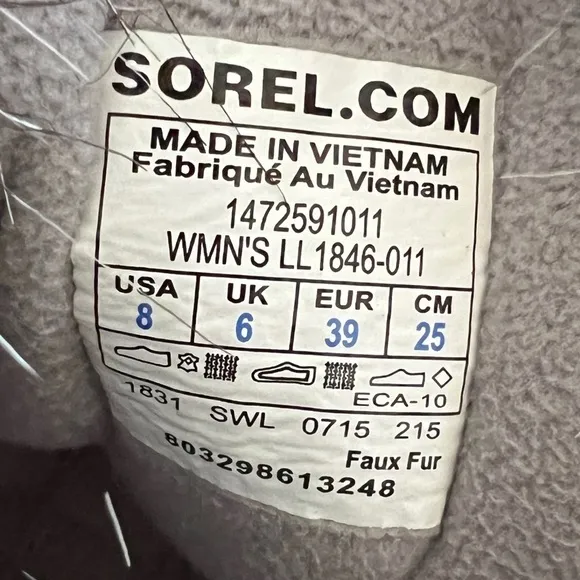 SOREL.COM
MADE IN VIETNAM
Fabriqué Au Vietnam
1472591011
WMN'S LL1846-011
USA UK EUR CM
8 6 39 25
ECA-10
1831 SWL 0715 215
Faux Fur
803298613248